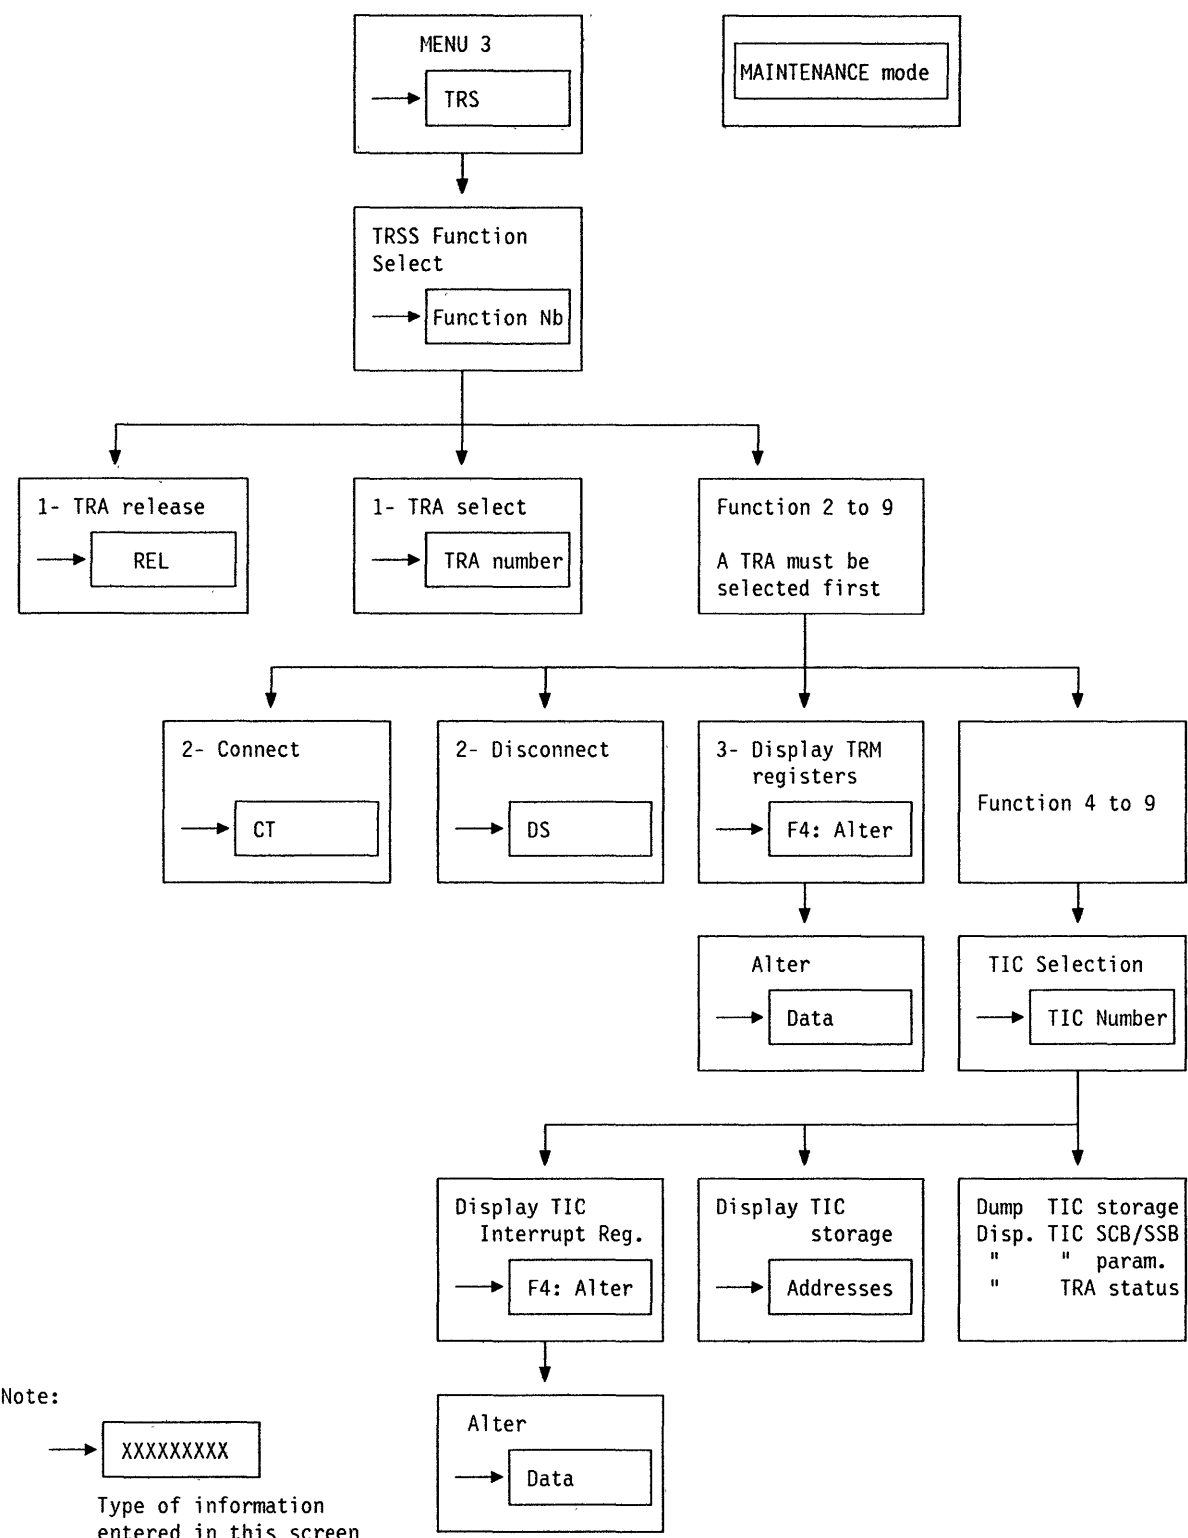 MENU 3
TRS
MAINTENANCE mode
TRSS Function
Select
Function Nb
1- TRA release
REL
1- TRA select
TRA number
Function 2 to 9
A TRA must be
selected first
2- Connect
CT
2- Disconnect
DS
3- Display TRM
registers
F4: Alter
Function 4 to 9
Alter
Data
TIC Selection
TIC Number
Display TIC
Interrupt Reg.
F4: Alter
Display TIC
storage
Addresses
Dump TIC storage
Disp. TIC SCB/SSB
" " param.
" TRA status
Alter
Data
Note:
XXXXXXXXX
Type of information
entered in this screen